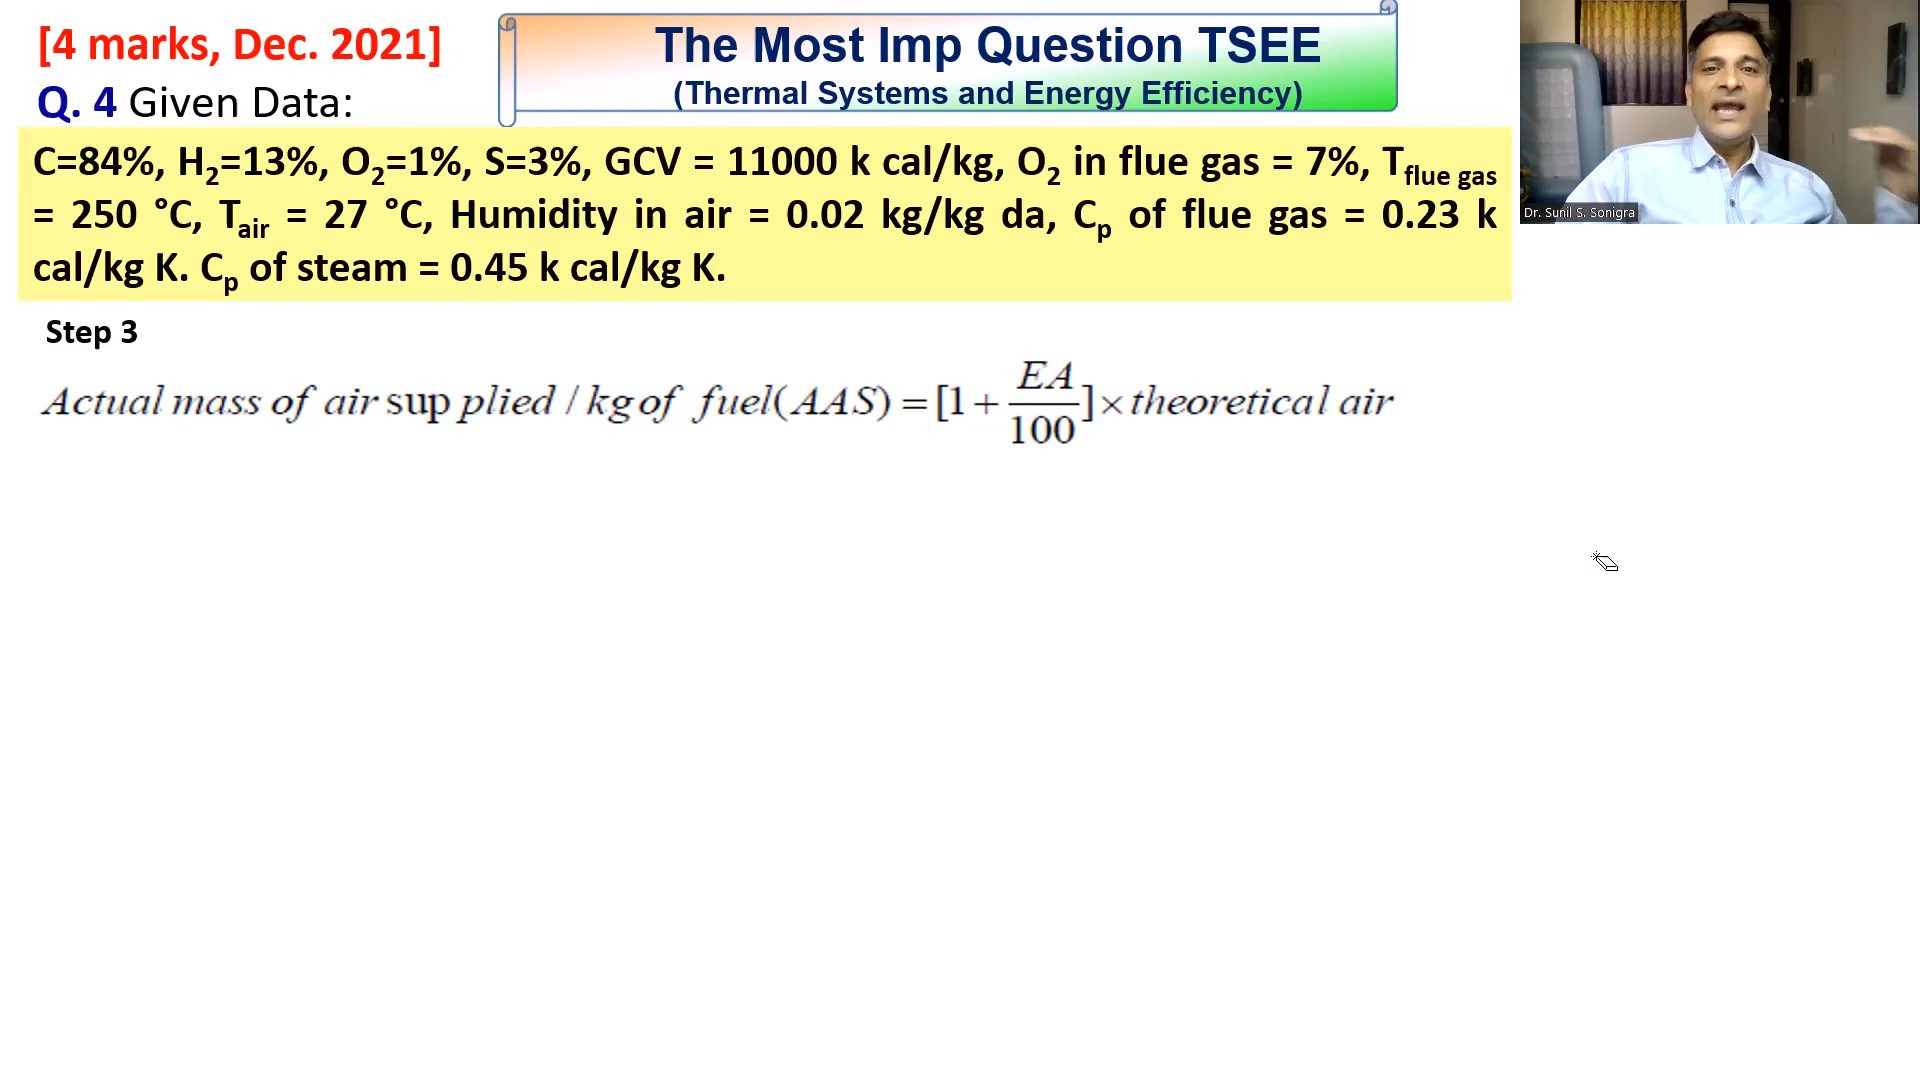 [4 marks, Dec. 2021]
The Most Imp Question TSEE
(Thermal Systems and Energy Efficiency)
Q. 4 Given Data:
C=84%, H2=13%, O2=1%, S=3%, GCV = 11000 k cal/kg, O2 in flue gas = 7%, Tflue gas
= 250 °C, Tair = 27 °C, Humidity in air = 0.02 kg/kg da, Cp of flue gas = 0.23 k
cal/kg K. Cp of steam = 0.45 k cal/kg K.
Dr. Sunil S. Sonigra
Step 3
Actual mass of air sup plied / kg of fuel(AAS) = [1 + EA/100] × theoretical air